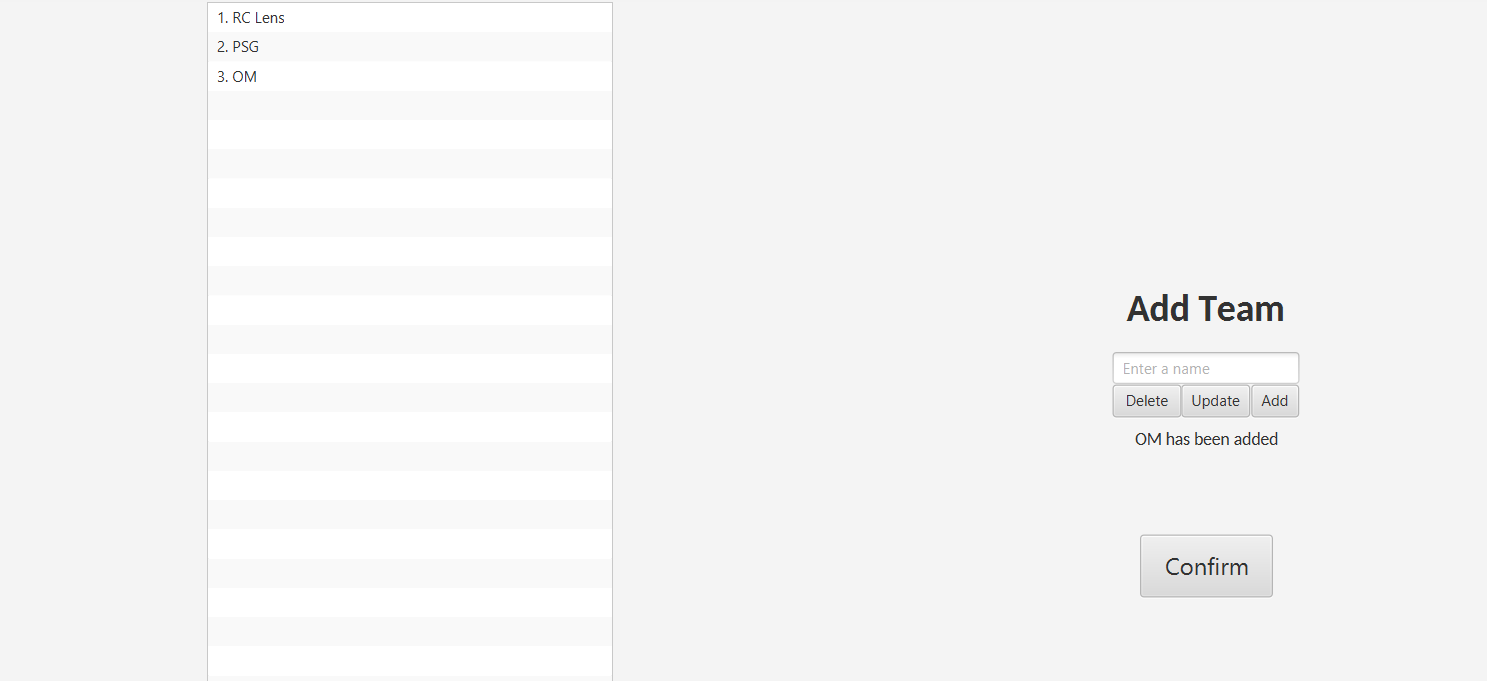 1. RC Lens
2. PSG
3. OM
Add Team
Enter a name
Delete Update Add
OM has been added
Confirm